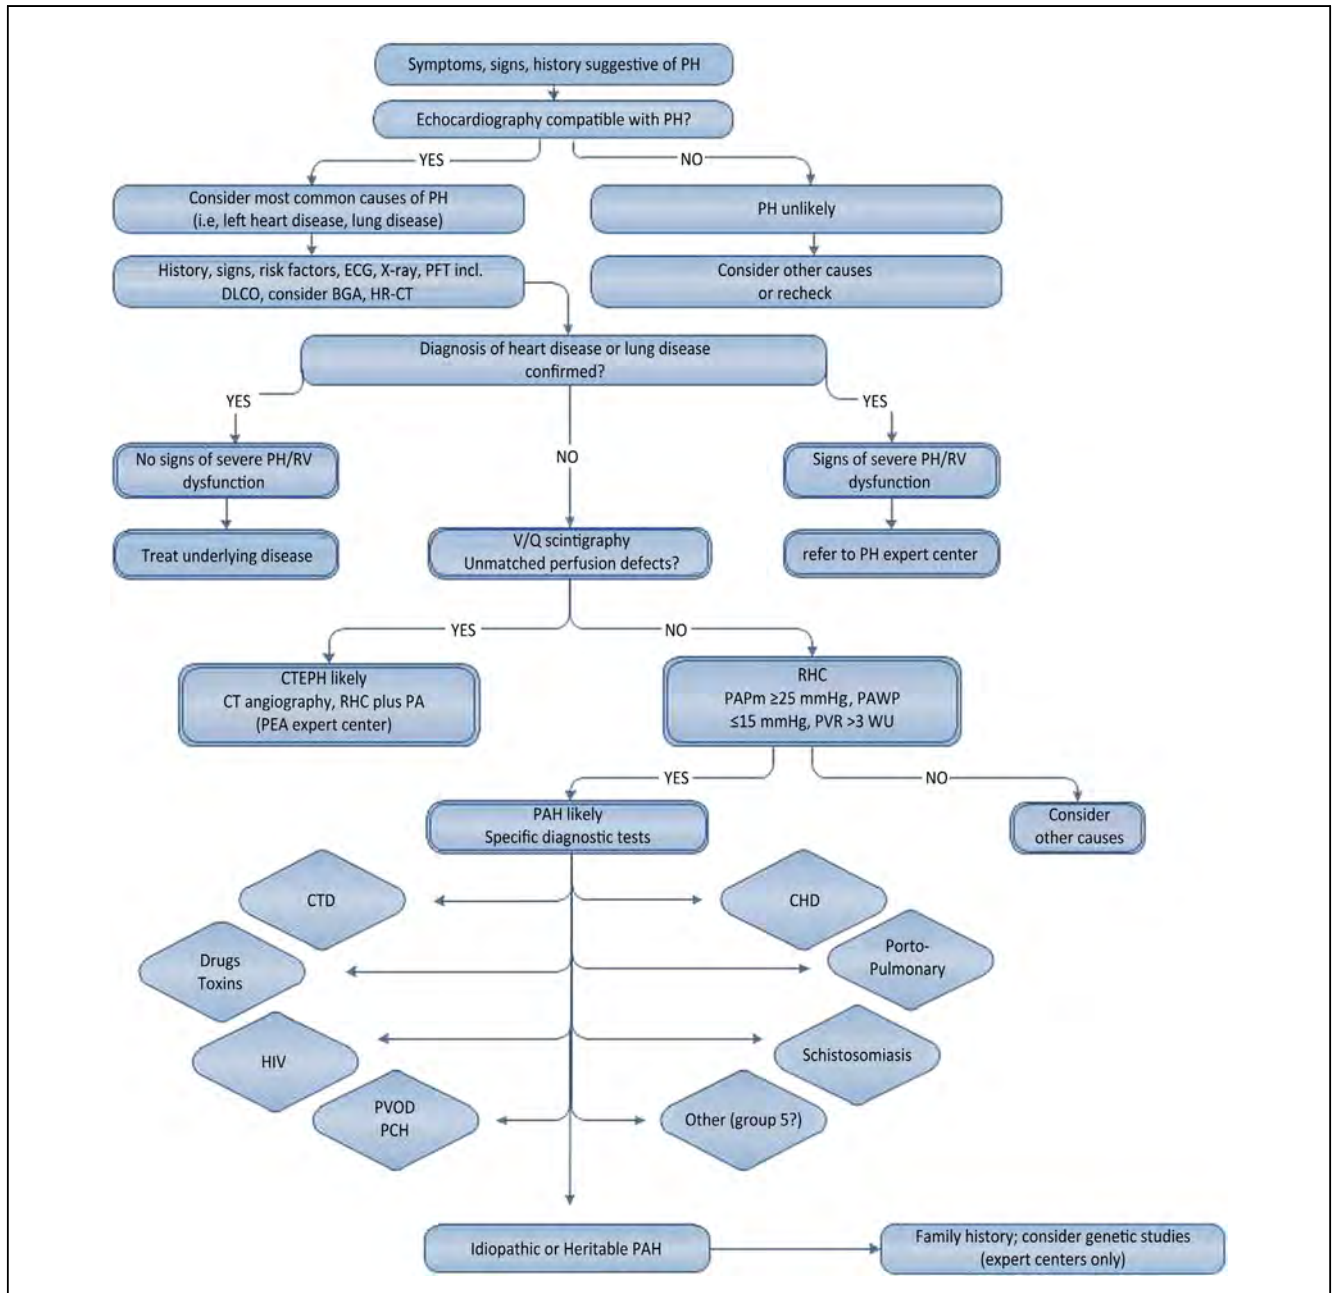 Symptoms, signs, history suggestive of PH
Echocardiography compatible with PH?
YES
NO
Consider most common causes of PH
(i.e, left heart disease, lung disease)
PH unlikely
History, signs, risk factors, ECG, X-ray, PFT incl.
DLCO, consider BGA, HR-CT
Consider other causes
or recheck
Diagnosis of heart disease or lung disease
confirmed?
YES
NO
YES
No signs of severe PH/RV
dysfunction
Signs of severe PH/RV
dysfunction
Treat underlying disease
V/Q scintigraphy
Unmatched perfusion defects?
refer to PH expert center
YES
NO
CTEPH likely
CT angiography, RHC plus PA
(PEA expert center)
RHC
PAPm ≥25 mmHg, PAWP
≤15 mmHg, PVR >3 WU
YES
NO
PAH likely
Specific diagnostic tests
Consider
other causes
CTD
CHD
Drugs
Toxins
Porto-
Pulmonary
HIV
Schistosomiasis
PVOD
PCH
Other (group 5?)
Idiopathic or Heritable PAH
Family history; consider genetic studies
(expert centers only)